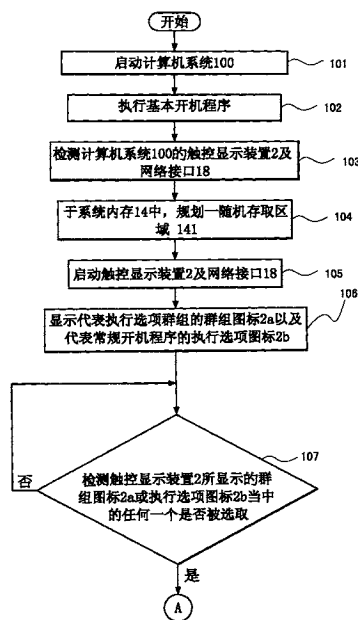 开始
启动计算机系统100
101
执行基本开机程序
102
检测计算机系统100的触控显示装置2及
网络接口18
103
于系统内存14中，规划一随机存取区
域 141
104
启动触控显示装置2及网络接口18
105
显示代表执行选项群组的群组图标2a以及
代表常规开机程序的执行选项图标2b
106
107
检测触控显示装置2所显示的群
组图标2a或执行选项图标2b当中
的任何一个是否被选取
否
是
A